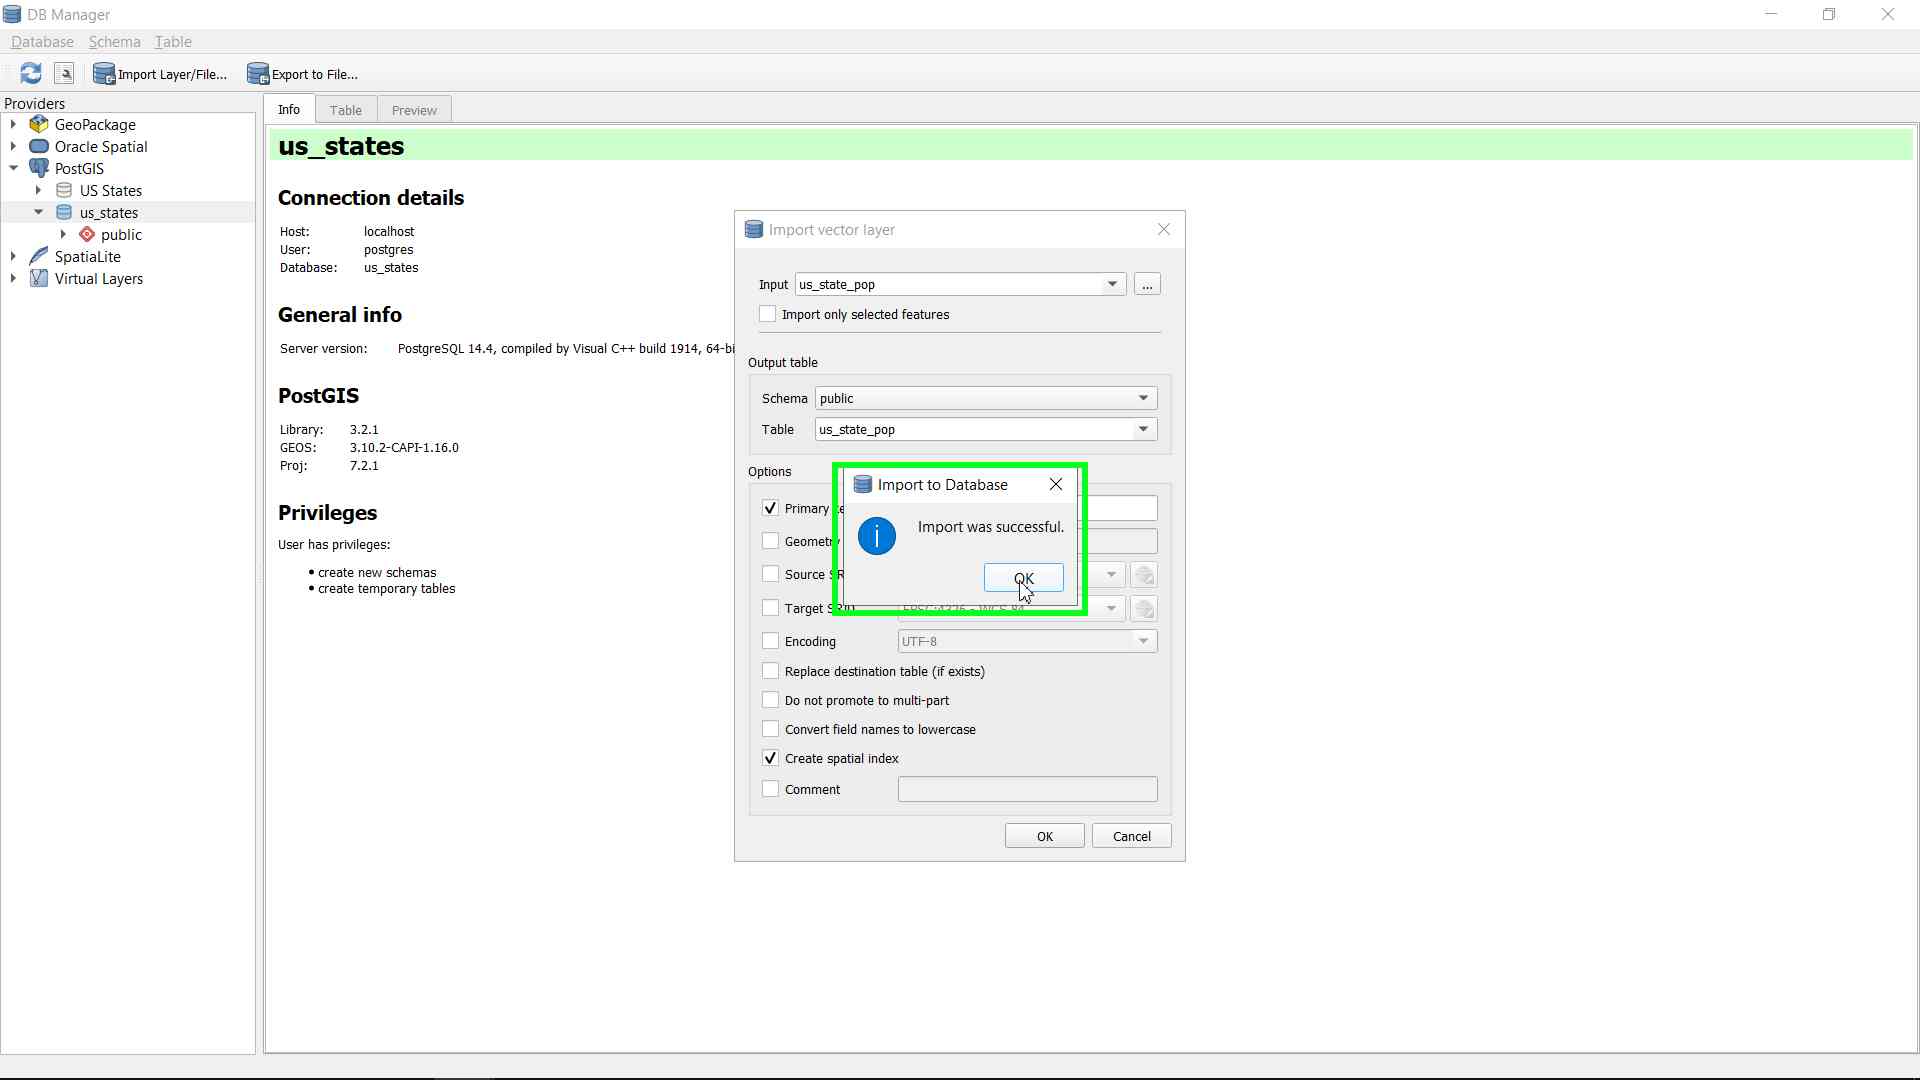 DB Manager
Database Schema Table
Import Layer/File... Export to File...
Providers
GeoPackage
Oracle Spatial
PostGIS
US States
us_states
public
SpatiaLite
Virtual Layers
Info Table Preview
us_states
Connection details
Host: localhost
User: postgres
Database: us_states
General info
Server version: PostgreSQL 14.4, compiled by Visual C++ build 1914, 64-bi
PostGIS
Library: 3.2.1
GEOS: 3.10.2-CAPI-1.16.0
Proj: 7.2.1
Privileges
User has privileges:
• create new schemas
• create temporary tables
Import vector layer
Input us_state_pop ...
Import only selected features
Output table
Schema public
Table us_state_pop
Options
Primary
Geometry
Source
Target SRID EPSG:4326 - WGS 84
Encoding UTF-8
Replace destination table (if exists)
Do not promote to multi-part
Convert field names to lowercase
Create spatial index
Comment
OK Cancel
Import to Database
Import was successful.
OK